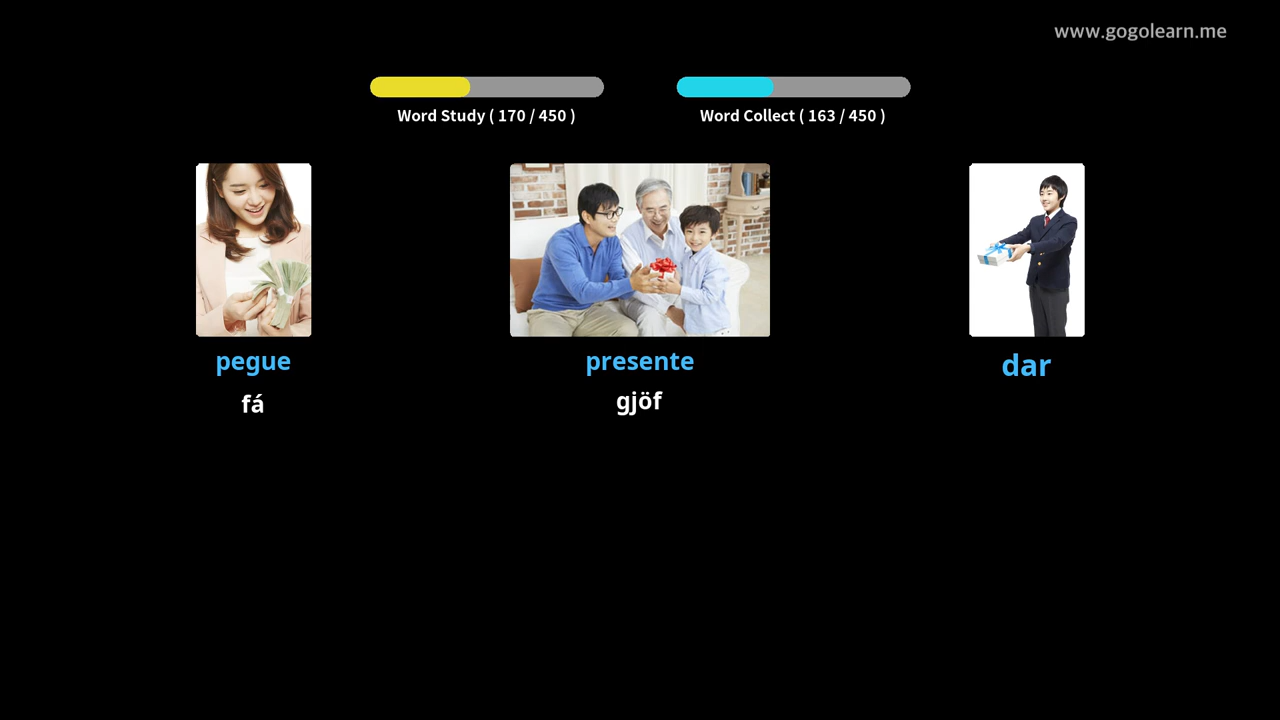 www.gogolearn.me
Word Study ( 170 / 450 )
Word Collect ( 163 / 450 )
pegue
presente
dar
fá
gjöf